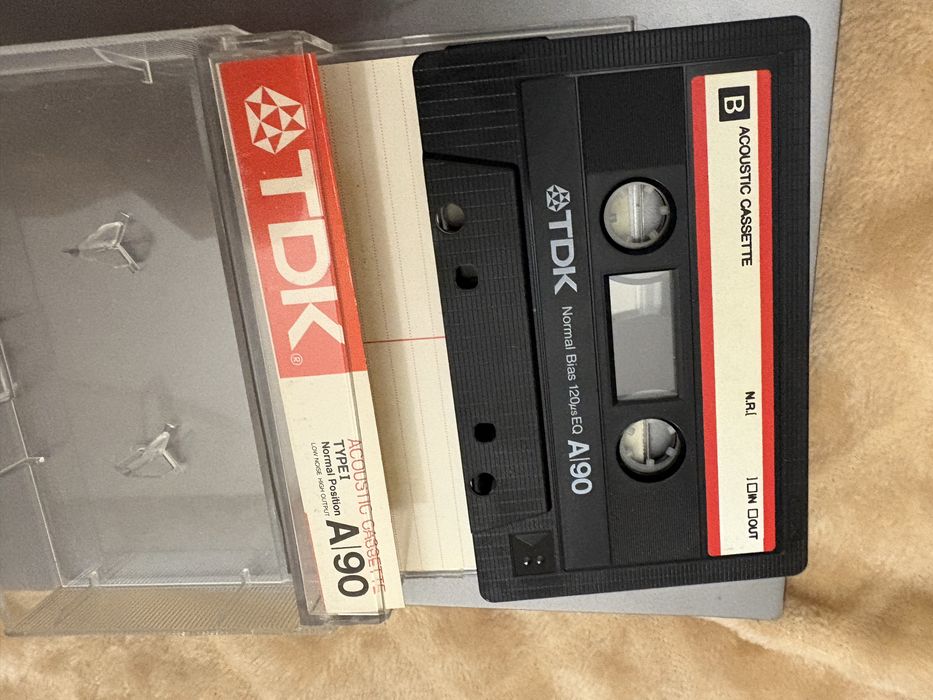 TDK®
ACOUSTIC CASSETTE
TYPE I
Normal Position
LOW NOISE HIGH OUTPUT
A|90
TDK Normal Bias 120μs EQ A|90
B ACOUSTIC CASSETTE N.R.[ ] □IN □OUT